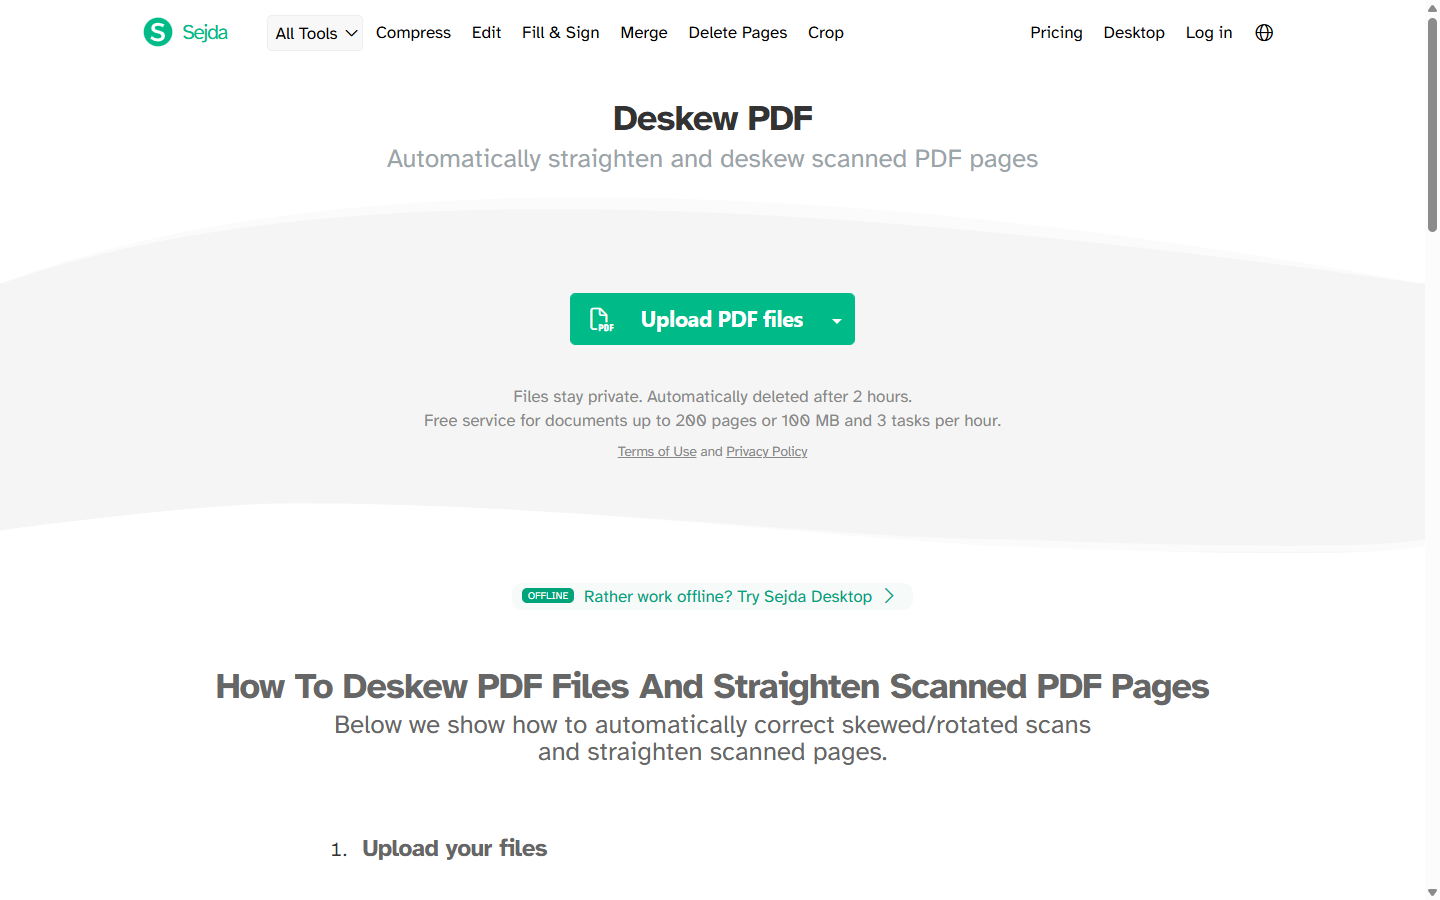 S Sejda All Tools Compress Edit Fill & Sign Merge Delete Pages Crop Pricing Desktop Log in
Deskew PDF
Automatically straighten and deskew scanned PDF pages
PDF Upload PDF files
Files stay private. Automatically deleted after 2 hours.
Free service for documents up to 200 pages or 100 MB and 3 tasks per hour.
Terms of Use and Privacy Policy
OFFLINE Rather work offline? Try Sejda Desktop
How To Deskew PDF Files And Straighten Scanned PDF Pages
Below we show how to automatically correct skewed/rotated scans
and straighten scanned pages.
1. Upload your files